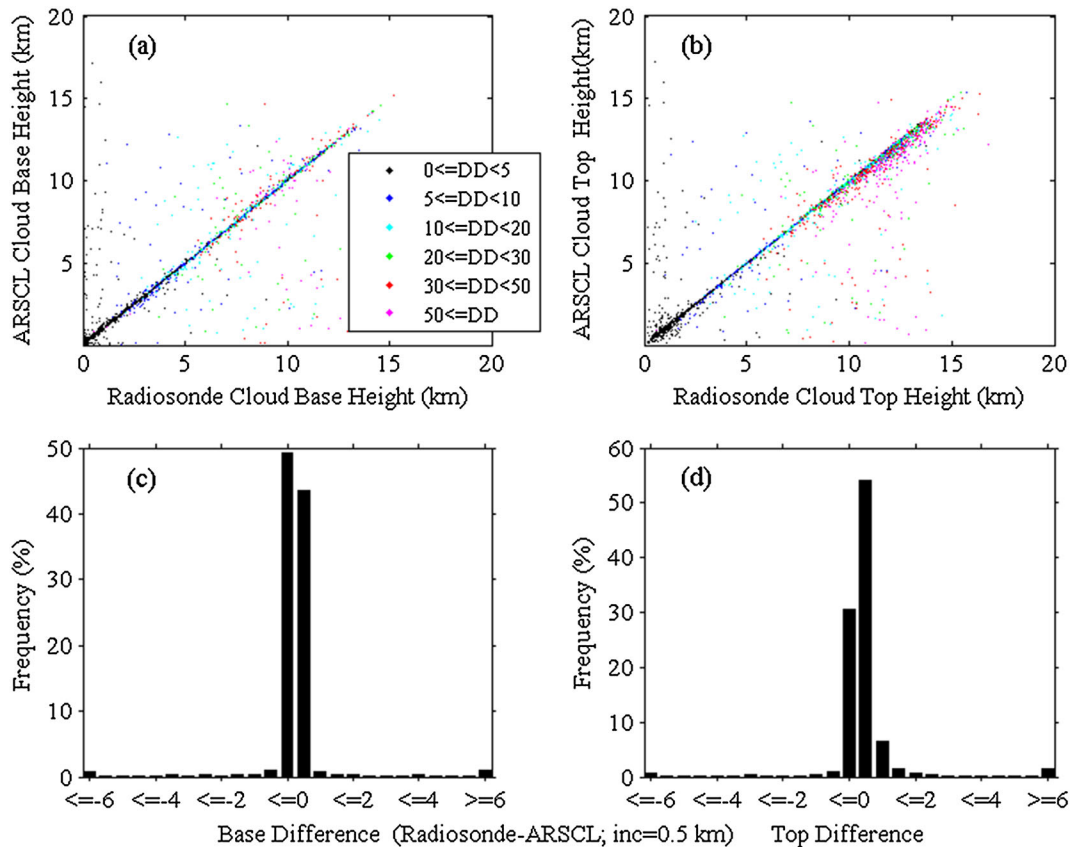 (a)
ARSCL Cloud Base Height (km)
20
15
10
5
0
5
10
15
20
Radiosonde Cloud Base Height (km)
0<=DD<5
5<=DD<10
10<=DD<20
20<=DD<30
30<=DD<50
50<=DD
(b)
ARSCL Cloud Top Height(km)
20
15
10
5
0
5
10
15
20
Radiosonde Cloud Top Height (km)
(c)
Frequency (%)
50
40
30
20
10
0
<=-6
<=-4
<=-2
<=0
<=2
<=4
>=6
(d)
Frequency (%)
60
50
40
30
20
10
0
<=-6
<=-4
<=-2
<=0
<=2
<=4
>=6
Base Difference (Radiosonde-ARSCL; inc=0.5 km) Top Difference